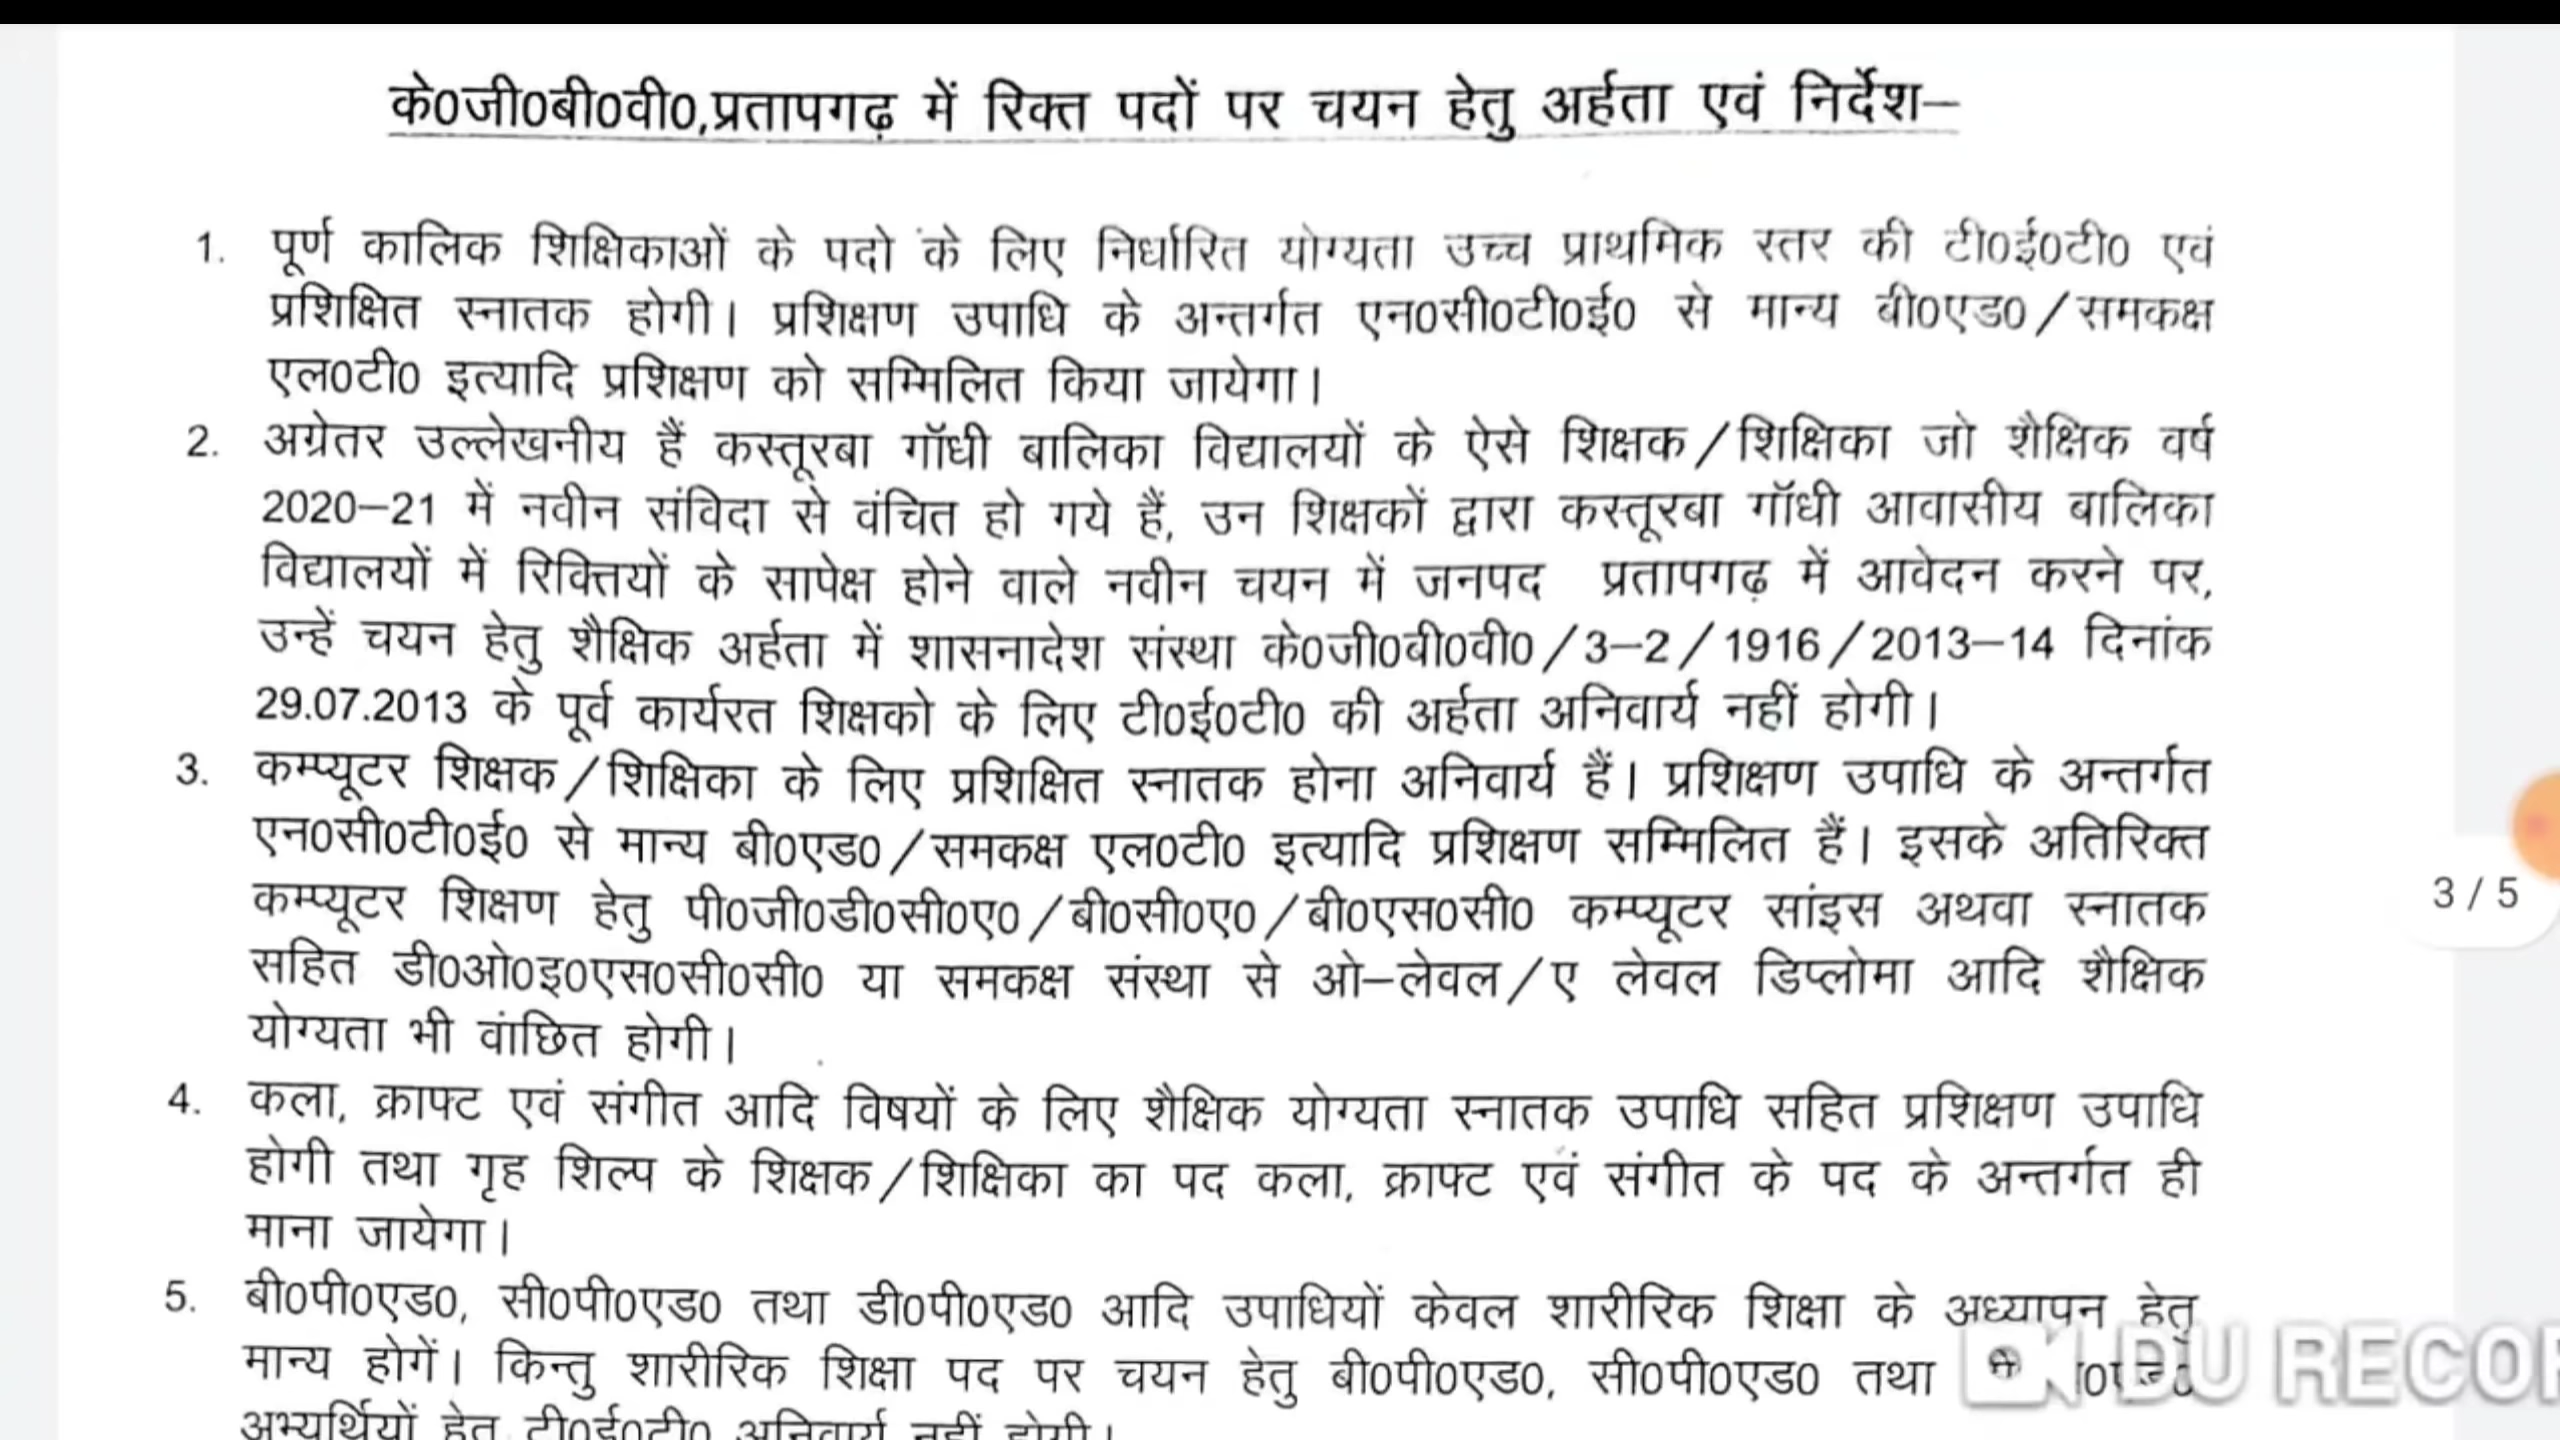 के0जी0बी0वी0,प्रतापगढ़ में रिक्त पदों पर चयन हेतु अर्हता एवं निर्देश–
1. पूर्ण कालिक शिक्षिकाओं के पदो के लिए निर्धारित योग्यता उच्च प्राथमिक स्तर की टी0ई0टी0 एवं
प्रशिक्षित स्नातक होगी। प्रशिक्षण उपाधि के अन्तर्गत एन0सी0टी0ई0 से मान्य बी0एड0/समकक्ष
एल0टी0 इत्यादि प्रशिक्षण को सम्मिलित किया जायेगा।
2. अग्रेतर उल्लेखनीय हैं कस्तूरबा गॉधी बालिका विद्यालयों के ऐसे शिक्षक/शिक्षिका जो शैक्षिक वर्ष
2020–21 में नवीन संविदा से वंचित हो गये हैं, उन शिक्षकों द्वारा कस्तूरबा गॉधी आवासीय बालिका
विद्यालयों में रिक्तियों के सापेक्ष होने वाले नवीन चयन में जनपद प्रतापगढ़ में आवेदन करने पर,
उन्हें चयन हेतु शैक्षिक अर्हता में शासनादेश संस्था के0जी0बी0वी0/3–2/1916/2013–14 दिनांक
29.07.2013 के पूर्व कार्यरत शिक्षको के लिए टी0ई0टी0 की अर्हता अनिवार्य नहीं होगी।
3. कम्प्यूटर शिक्षक/शिक्षिका के लिए प्रशिक्षित स्नातक होना अनिवार्य हैं। प्रशिक्षण उपाधि के अन्तर्गत
एन0सी0टी0ई0 से मान्य बी0एड0/समकक्ष एल0टी0 इत्यादि प्रशिक्षण सम्मिलित हैं। इसके अतिरिक्त
कम्प्यूटर शिक्षण हेतु पी0जी0डी0सी0ए0/बी0सी0ए0/बी0एस0सी0 कम्प्यूटर सांइस अथवा स्नातक
सहित डी0ओ0इ0एस0सी0सी0 या समकक्ष संस्था से ओ–लेवल/ए लेवल डिप्लोमा आदि शैक्षिक
योग्यता भी वांछित होगी।
4. कला, क्राफ्ट एवं संगीत आदि विषयों के लिए शैक्षिक योग्यता स्नातक उपाधि सहित प्रशिक्षण उपाधि
होगी तथा गृह शिल्प के शिक्षक/शिक्षिका का पद कला, क्राफ्ट एवं संगीत के पद के अन्तर्गत ही
माना जायेगा।
5. बी0पी0एड0, सी0पी0एड0 तथा डी0पी0एड0 आदि उपाधियों केवल शारीरिक शिक्षा के अध्यापन हेतु
मान्य होगें। किन्तु शारीरिक शिक्षा पद पर चयन हेतु बी0पी0एड0, सी0पी0एड0 तथा
अभ्यर्थियों हेतु टी0ई0टी0 अनिवार्य नहीं होगी।
3 / 5
DU RECOR